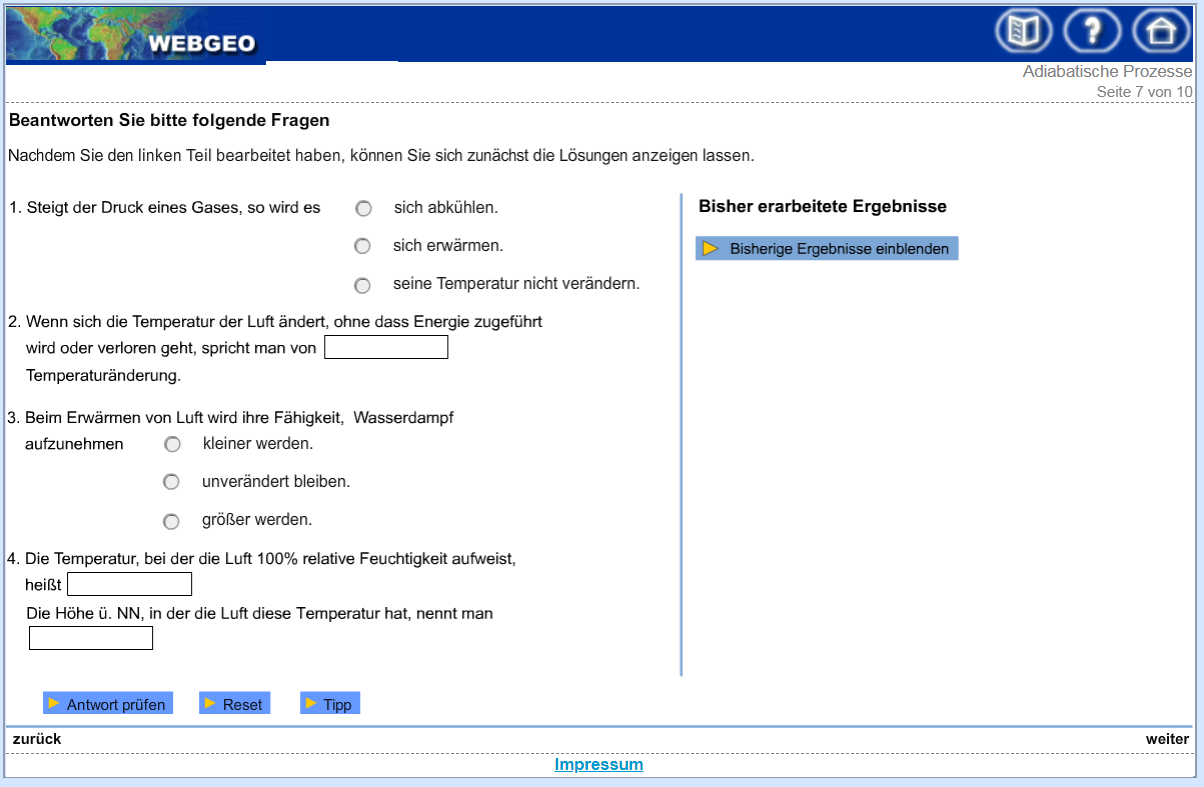 WEBGEO
Adiabatische Prozesse
Seite 7 von 10
Beantworten Sie bitte folgende Fragen
Nachdem Sie den linken Teil bearbeitet haben, können Sie sich zunächst die Lösungen anzeigen lassen.
1. Steigt der Druck eines Gases, so wird es
sich abkühlen.
sich erwärmen.
seine Temperatur nicht verändern.
2. Wenn sich die Temperatur der Luft ändert, ohne dass Energie zugeführt
wird oder verloren geht, spricht man von
Temperaturänderung.
3. Beim Erwärmen von Luft wird ihre Fähigkeit, Wasserdampf
aufzunehmen
kleiner werden.
unverändert bleiben.
größer werden.
4. Die Temperatur, bei der die Luft 100% relative Feuchtigkeit aufweist,
heißt
Die Höhe ü. NN, in der die Luft diese Temperatur hat, nennt man
Antwort prüfen
Reset
Tipp
Bisher erarbeitete Ergebnisse
Bisherige Ergebnisse einblenden
zurück
weiter
Impressum